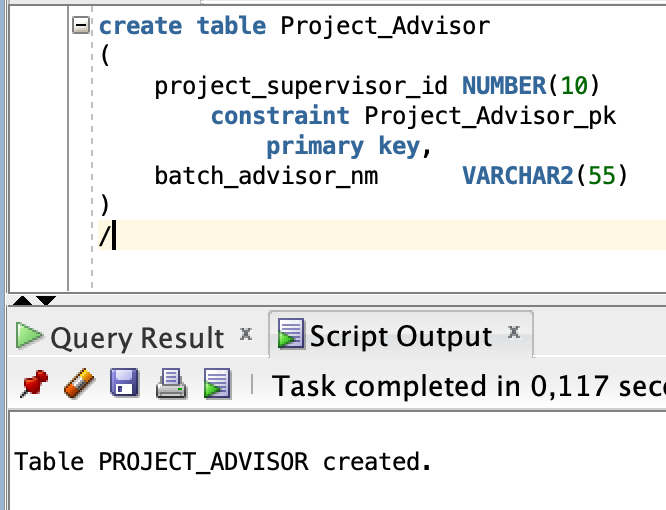 create table Project_Advisor
(
    project_supervisor_id NUMBER(10)
        constraint Project_Advisor_pk
            primary key,
    batch_advisor_nm      VARCHAR2(55)
)
/
Query Result x Script Output x
Task completed in 0,117 seco
Table PROJECT_ADVISOR created.